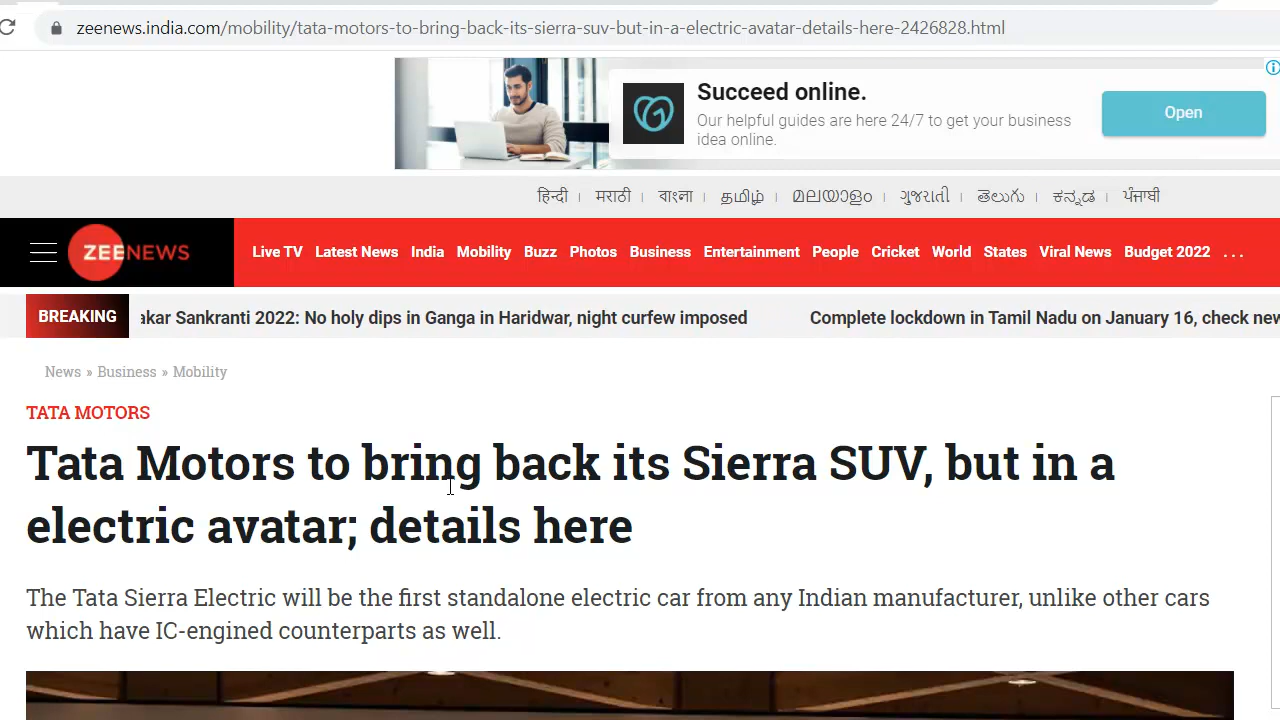 zeenews.india.com/mobility/tata-motors-to-bring-back-its-sierra-suv-but-in-a-electric-avatar-details-here-2426828.html
Succeed online.
Our helpful guides are here 24/7 to get your business
idea online.
Open
हिन्दी मराठी বাংলা தமிழ் മലയാളം ગુજરાતી తెలుగు ಕನ್ನಡ ਪੰਜਾਬੀ
ZEENEWS
Live TV Latest News India Mobility Buzz Photos Business Entertainment People Cricket World States Viral News Budget 2022 ...
BREAKING
akar Sankranti 2022: No holy dips in Ganga in Haridwar, night curfew imposed Complete lockdown in Tamil Nadu on January 16, check new
News » Business » Mobility
TATA MOTORS
Tata Motors to bring back its Sierra SUV, but in a
electric avatar; details here
The Tata Sierra Electric will be the first standalone electric car from any Indian manufacturer, unlike other cars
which have IC-engined counterparts as well.